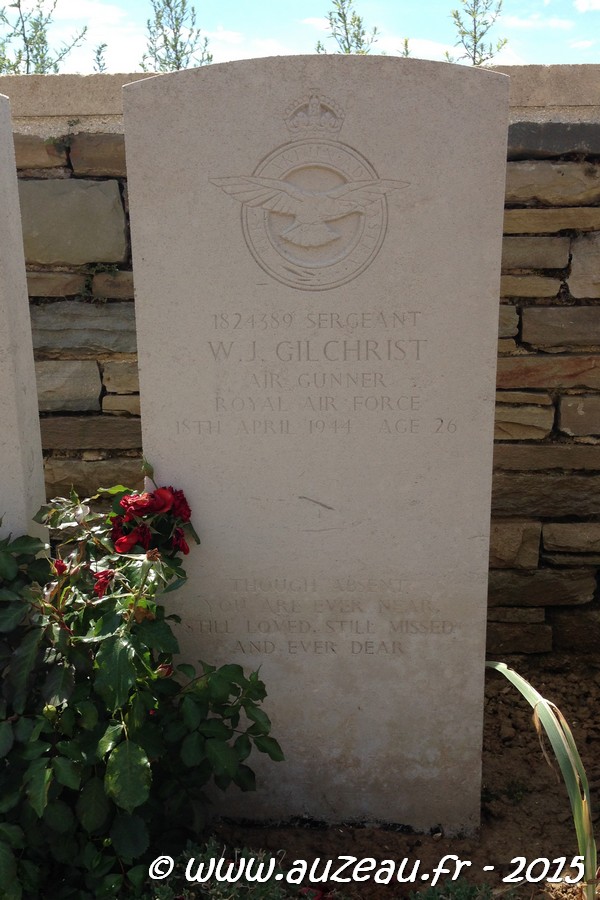 1824389 SERGEANT
W. J. GILCHRIST
AIR GUNNER
ROYAL AIR FORCE
18TH APRIL 1944 AGE 26
THOUGH ABSENT
YOU ARE EVER NEAR,
STILL LOVED, STILL MISSED
AND EVER DEAR
© www.auzeau.fr - 2015